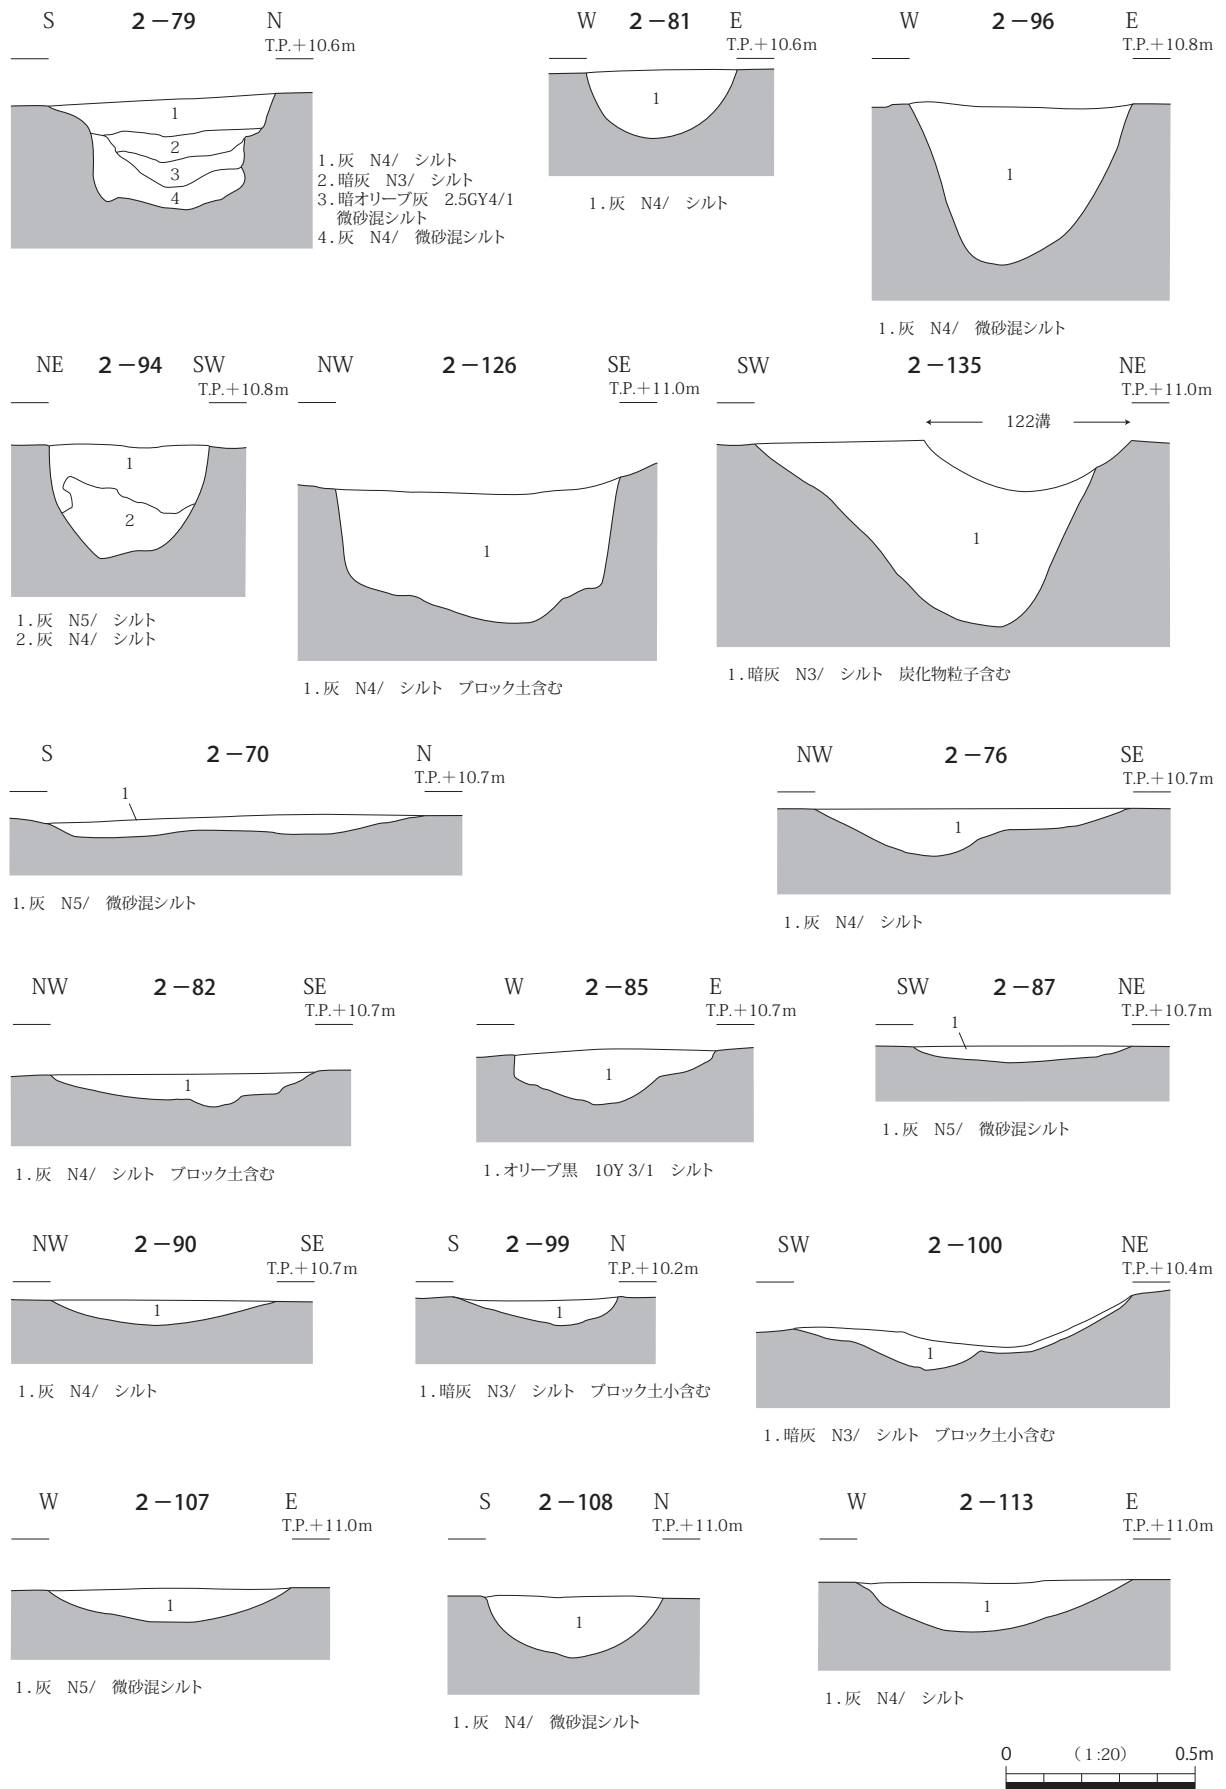 S 2－79 N
T.P.＋10.6m
1
2
3
4
1．灰　N4/　シルト
2．暗灰　N3/　シルト
3．暗オリーブ灰　2.5GY4/1
微砂混シルト
4．灰　N4/　微砂混シルト
W 2－81 E
T.P.＋10.6m
1
1．灰　N4/　シルト
W 2－96 E
T.P.＋10.8m
1
1．灰　N4/　微砂混シルト
NE 2－94 SW
T.P.＋10.8m
1
2
1．灰　N5/　シルト
2．灰　N4/　シルト
NW 2－126 SE
T.P.＋11.0m
1
1．灰　N4/　シルト　ブロック土含む
SW 2－135 NE
T.P.＋11.0m
122溝
1
1．暗灰　N3/　シルト　炭化物粒子含む
S 2－70 N
T.P.＋10.7m
1
1．灰　N5/　微砂混シルト
NW 2－76 SE
T.P.＋10.7m
1
1．灰　N4/　シルト
NW 2－82 SE
T.P.＋10.7m
1
1．灰　N4/　シルト　ブロック土含む
W 2－85 E
T.P.＋10.7m
1
1．オリーブ黒　10Y 3/1　シルト
SW 2－87 NE
T.P.＋10.7m
1
1．灰　N5/　微砂混シルト
NW 2－90 SE
T.P.＋10.7m
1
1．灰　N4/　シルト
S 2－99 N
T.P.＋10.2m
1
1．暗灰　N3/　シルト　ブロック土小含む
SW 2－100 NE
T.P.＋10.4m
1
1．暗灰　N3/　シルト　ブロック土小含む
W 2－107 E
T.P.＋11.0m
1
1．灰　N5/　微砂混シルト
S 2－108 N
T.P.＋11.0m
1
1．灰　N4/　微砂混シルト
W 2－113 E
T.P.＋11.0m
1
1．灰　N4/　シルト
0 （1:20） 0.5m